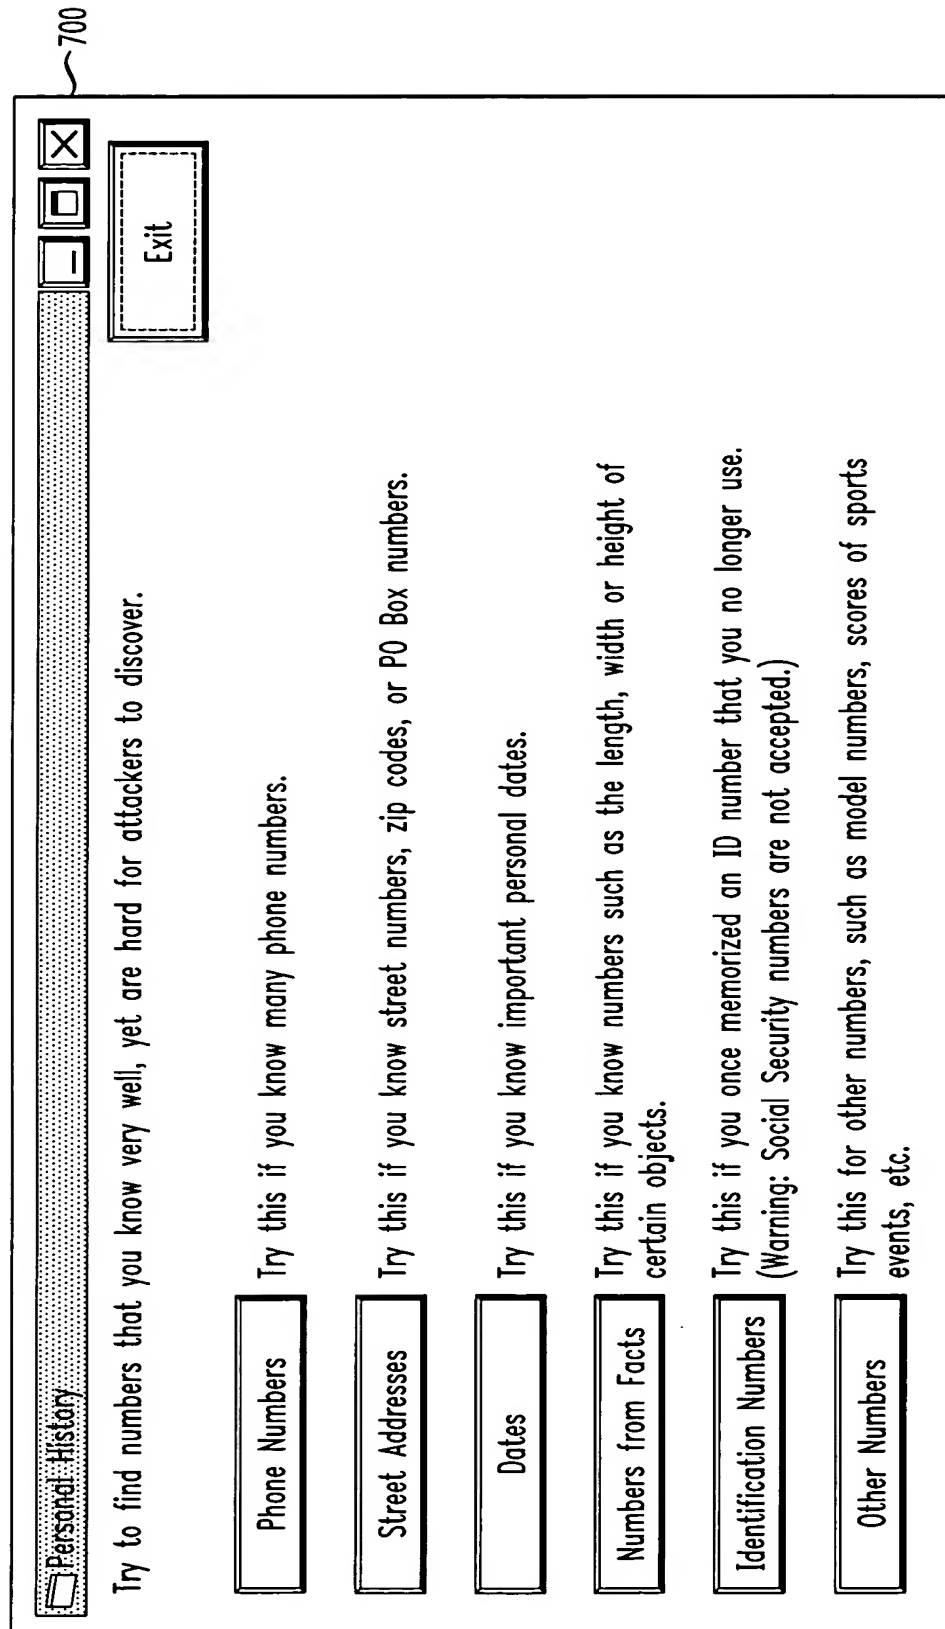 700
Personal History
Try to find numbers that you know very well, yet are hard for attackers to discover.
Exit
Phone Numbers
Try this if you know many phone numbers.
Street Addresses
Try this if you know street numbers, zip codes, or PO Box numbers.
Dates
Try this if you know important personal dates.
Numbers from Facts
Try this if you know numbers such as the length, width or height of
certain objects.
Identification Numbers
Try this if you once memorized an ID number that you no longer use.
(Warning: Social Security numbers are not accepted.)
Other Numbers
Try this for other numbers, such as model numbers, scores of sports
events, etc.